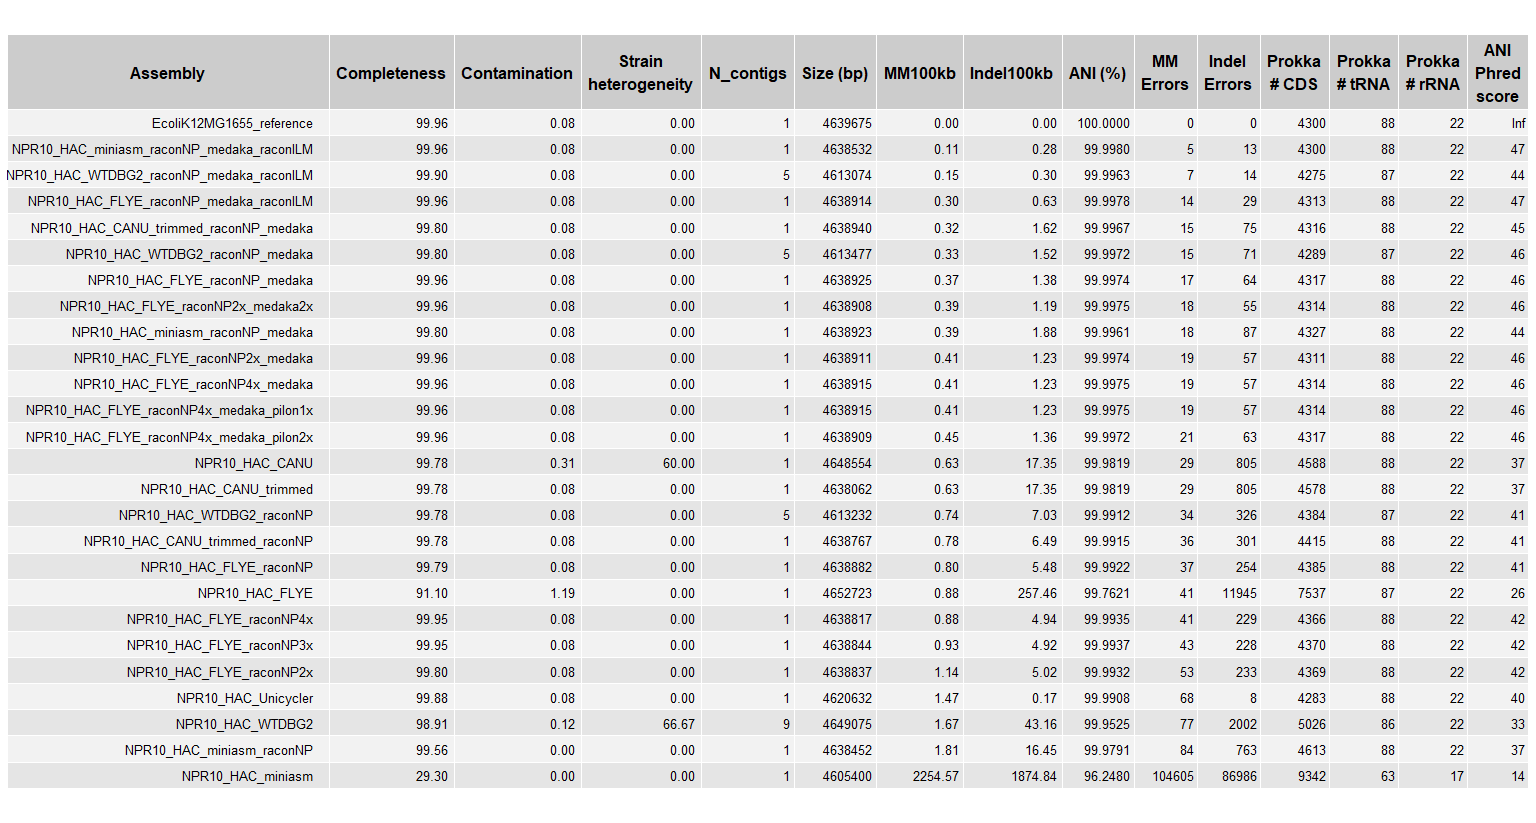 Assembly Completeness Contamination Strain heterogeneity N_contigs Size (bp) MM100kb Indel100kb ANI (%) MM Errors Indel Errors Prokka # CDS Prokka # tRNA Prokka # rRNA ANI Phred score
EcoliK12MG1655_reference 99.96 0.08 0.00 1 4639675 0.00 0.00 100.0000 0 0 4300 88 22 Inf
NPR10_HAC_miniasm_raconNP_medaka_raconILM 99.96 0.08 0.00 1 4638532 0.11 0.28 99.9980 5 13 4300 88 22 47
NPR10_HAC_WTDBG2_raconNP_medaka_raconILM 99.90 0.08 0.00 5 4613074 0.15 0.30 99.9963 7 14 4275 87 22 44
NPR10_HAC_FLYE_raconNP_medaka_raconILM 99.96 0.08 0.00 1 4638914 0.30 0.63 99.9978 14 29 4313 88 22 47
NPR10_HAC_CANU_trimmed_raconNP_medaka 99.80 0.08 0.00 1 4638940 0.32 1.62 99.9967 15 75 4316 88 22 45
NPR10_HAC_WTDBG2_raconNP_medaka 99.80 0.08 0.00 5 4613477 0.33 1.52 99.9972 15 71 4289 87 22 46
NPR10_HAC_FLYE_raconNP_medaka 99.96 0.08 0.00 1 4638925 0.37 1.38 99.9974 17 64 4317 88 22 46
NPR10_HAC_FLYE_raconNP2x_medaka2x 99.96 0.08 0.00 1 4638908 0.39 1.19 99.9975 18 55 4314 88 22 46
NPR10_HAC_miniasm_raconNP_medaka 99.80 0.08 0.00 1 4638923 0.39 1.88 99.9961 18 87 4327 88 22 44
NPR10_HAC_FLYE_raconNP2x_medaka 99.96 0.08 0.00 1 4638911 0.41 1.23 99.9974 19 57 4311 88 22 46
NPR10_HAC_FLYE_raconNP4x_medaka 99.96 0.08 0.00 1 4638915 0.41 1.23 99.9975 19 57 4314 88 22 46
NPR10_HAC_FLYE_raconNP4x_medaka_pilon1x 99.96 0.08 0.00 1 4638915 0.41 1.23 99.9975 19 57 4314 88 22 46
NPR10_HAC_FLYE_raconNP4x_medaka_pilon2x 99.96 0.08 0.00 1 4638909 0.45 1.36 99.9972 21 63 4317 88 22 46
NPR10_HAC_CANU 99.78 0.31 60.00 1 4648554 0.63 17.35 99.9819 29 805 4588 88 22 37
NPR10_HAC_CANU_trimmed 99.78 0.08 0.00 1 4638062 0.63 17.35 99.9819 29 805 4578 88 22 37
NPR10_HAC_WTDBG2_raconNP 99.78 0.08 0.00 5 4613232 0.74 7.03 99.9912 34 326 4384 87 22 41
NPR10_HAC_CANU_trimmed_raconNP 99.78 0.08 0.00 1 4638767 0.78 6.49 99.9915 36 301 4415 88 22 41
NPR10_HAC_FLYE_raconNP 99.79 0.08 0.00 1 4638882 0.80 5.48 99.9922 37 254 4385 88 22 41
NPR10_HAC_FLYE 91.10 1.19 0.00 1 4652723 0.88 257.46 99.7621 41 11945 7537 87 22 26
NPR10_HAC_FLYE_raconNP4x 99.95 0.08 0.00 1 4638817 0.88 4.94 99.9935 41 229 4366 88 22 42
NPR10_HAC_FLYE_raconNP3x 99.95 0.08 0.00 1 4638844 0.93 4.92 99.9937 43 228 4370 88 22 42
NPR10_HAC_FLYE_raconNP2x 99.80 0.08 0.00 1 4638837 1.14 5.02 99.9932 53 233 4369 88 22 42
NPR10_HAC_Unicycler 99.88 0.08 0.00 1 4620632 1.47 0.17 99.9908 68 8 4283 88 22 40
NPR10_HAC_WTDBG2 98.91 0.12 66.67 9 4649075 1.67 43.16 99.9525 77 2002 5026 86 22 33
NPR10_HAC_miniasm_raconNP 99.56 0.00 0.00 1 4638452 1.81 16.45 99.9791 84 763 4613 88 22 37
NPR10_HAC_miniasm 29.30 0.00 0.00 1 4605400 2254.57 1874.84 96.2480 104605 86986 9342 63 17 14